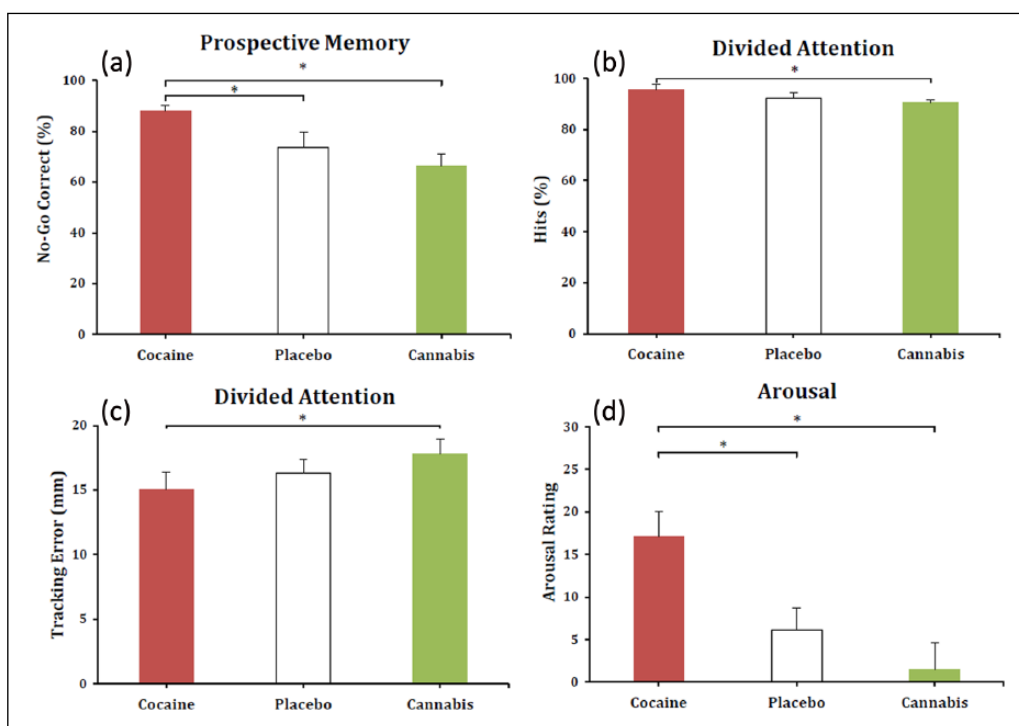 (a)
Prospective Memory
*
*
No-Go Correct (%)
100
80
60
40
20
0
Cocaine Placebo Cannabis
(b)
Divided Attention
*
Hits (%)
100
80
60
40
20
0
Cocaine Placebo Cannabis
(c)
Divided Attention
*
Tracking Error (mm)
20
15
10
5
0
Cocaine Placebo Cannabis
(d)
Arousal
*
*
Arousal Rating
30
25
20
15
10
5
0
Cocaine Placebo Cannabis